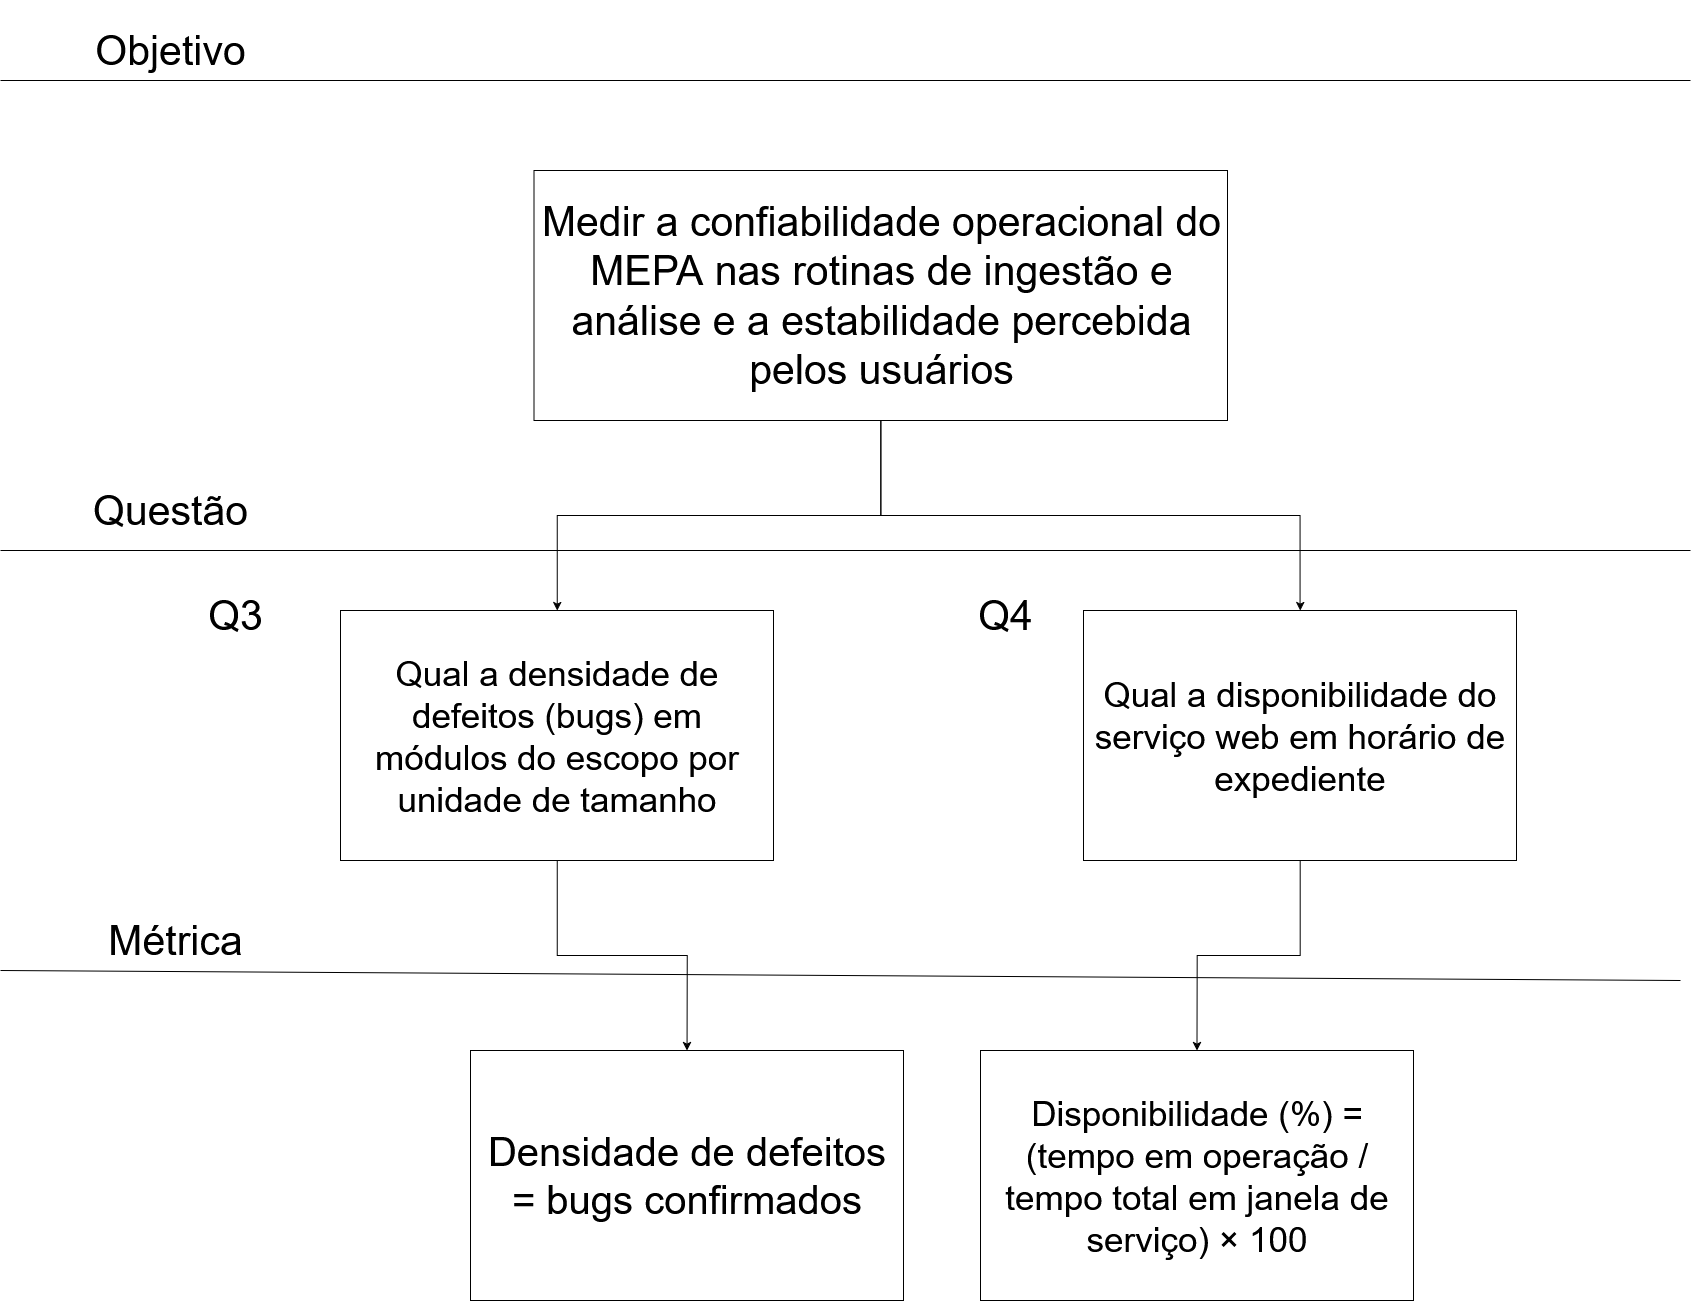 Objetivo
Medir a confiabilidade operacional do
MEPA nas rotinas de ingestão e
análise e a estabilidade percebida
pelos usuários
Questão
Q3
Qual a densidade de
defeitos (bugs) em
módulos do escopo por
unidade de tamanho
Q4
Qual a disponibilidade do
serviço web em horário de
expediente
Métrica
Densidade de defeitos
= bugs confirmados
Disponibilidade (%) =
(tempo em operação /
tempo total em janela de
serviço) × 100